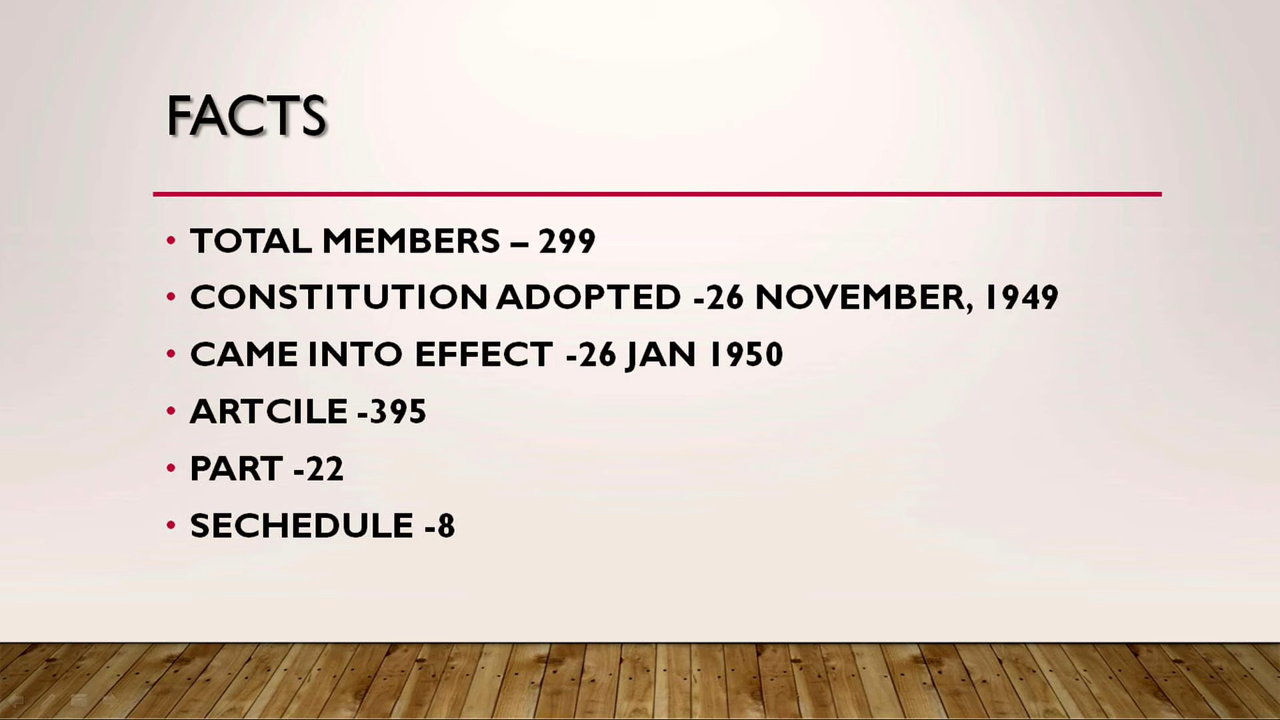 FACTS
• TOTAL MEMBERS – 299
• CONSTITUTION ADOPTED -26 NOVEMBER, 1949
• CAME INTO EFFECT -26 JAN 1950
• ARTCILE -395
• PART -22
• SECHEDULE -8